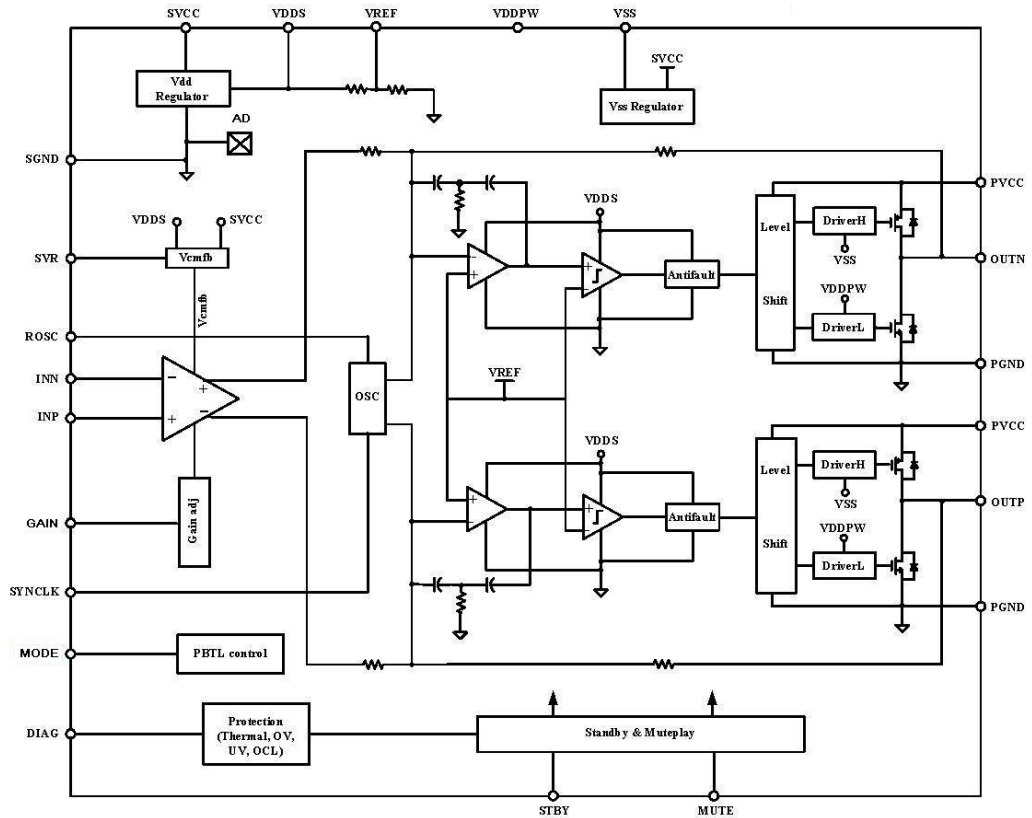 SVCC
VDDS
VREF
VDDPW
VSS
Vdd
Regulator
SVCC
Vss Regulator
AD
SGND
PVCC
VDDS
SVCC
VDDS
Level
DriverH
SVR
Vcmfb
-
+
+
-
Antifault
VSS
OUTN
Vcmfb
VDDPW
Shift
DriverL
ROSC
VREF
PGND
INN
-
+
OSC
INP
+
-
VDDS
PVCC
Level
DriverH
Gain adj
+
-
+
-
Antifault
VSS
OUTP
GAIN
VDDPW
Shift
DriverL
SYNCLK
PGND
MODE
PBTL control
DIAG
Protection
(Thermal, OV,
UV, OCL)
Standby & Muteplay
STBY
MUTE